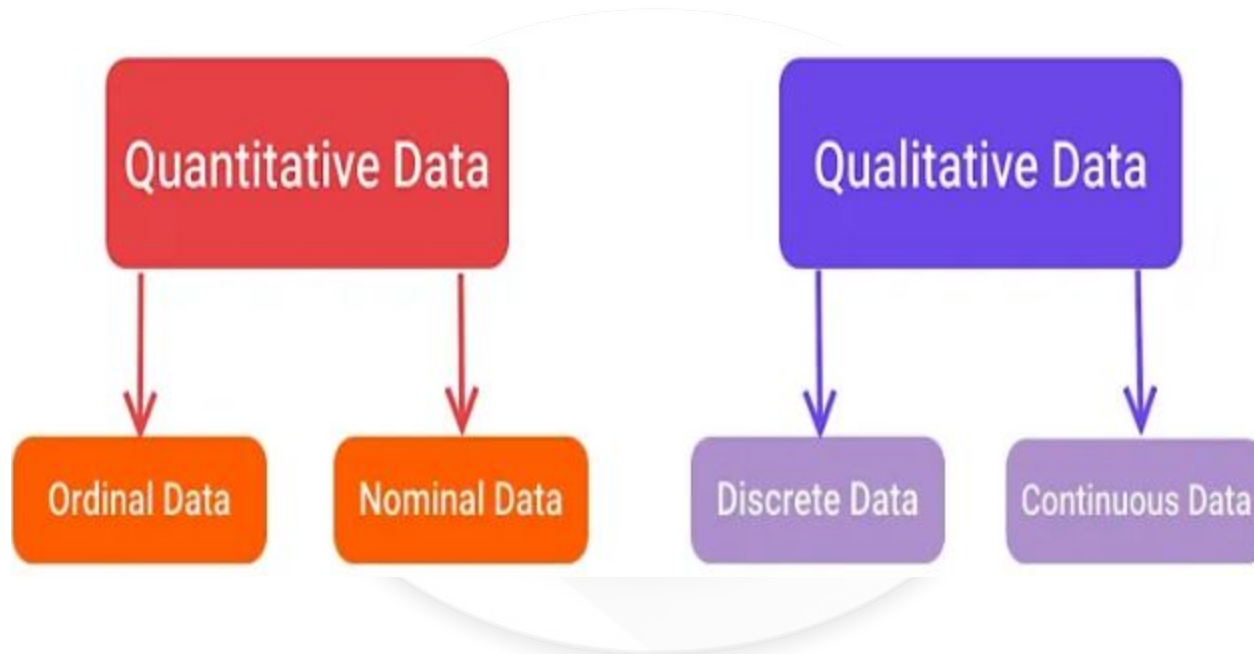 Quantitative Data
Qualitative Data
Ordinal Data
Nominal Data
Discrete Data
Continuous Data